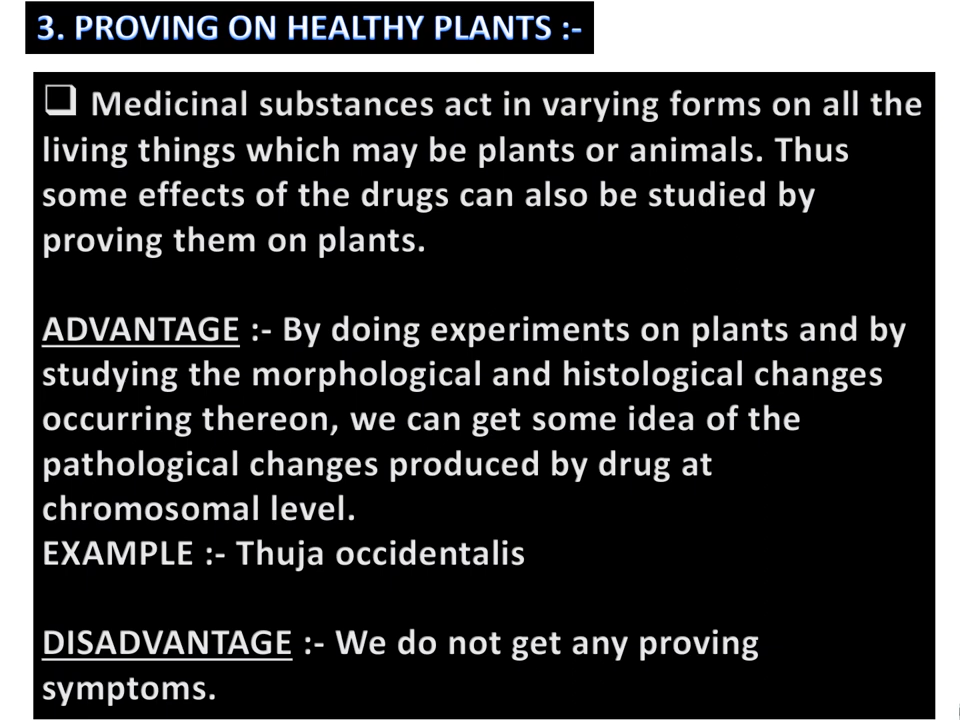 3. PROVING ON HEALTHY PLANTS :-
❑ Medicinal substances act in varying forms on all the
living things which may be plants or animals. Thus
some effects of the drugs can also be studied by
proving them on plants.
ADVANTAGE :- By doing experiments on plants and by
studying the morphological and histological changes
occurring thereon, we can get some idea of the
pathological changes produced by drug at
chromosomal level.
EXAMPLE :- Thuja occidentalis
DISADVANTAGE :- We do not get any proving
symptoms.